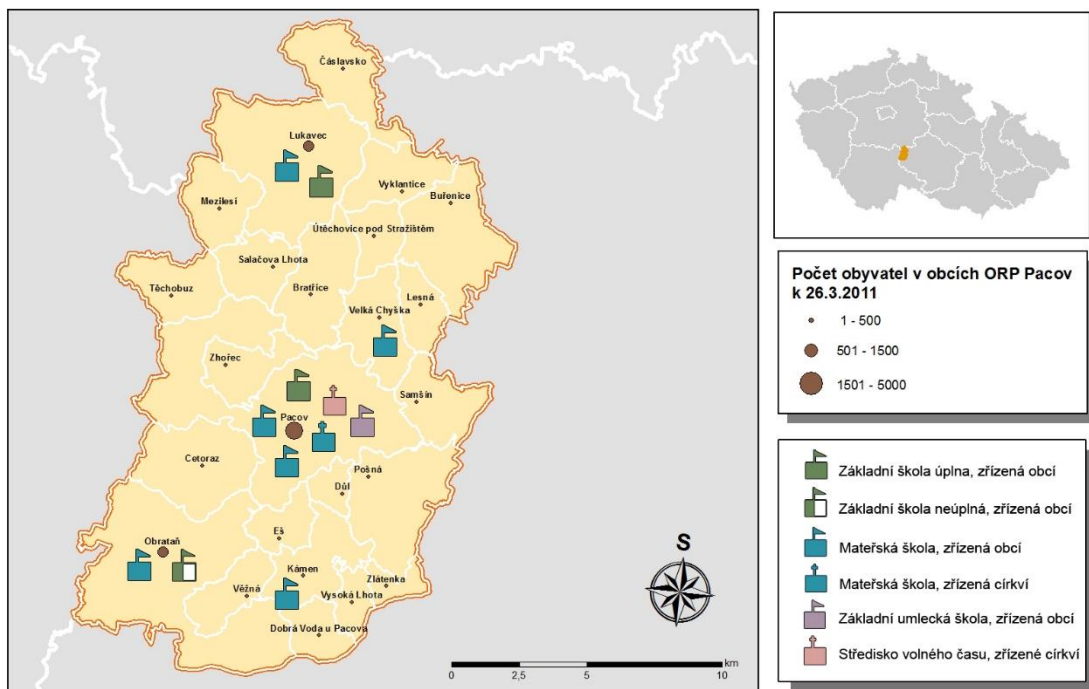 Čáslavsko
Lukavec
Vyklantice
Buřenice
Mezilesí
Útěchovice pod Stražištěm
Salačova Lhota
Těchobuz
Bratřice
Lesná
Velká Chyška
Zhořec
Samšín
Pacov
Cetoraz
Pošná
Důl
Eš
Obrataň
Kámen
Zlátenka
Věžná
Vysoká Lhota
Dobrá Voda u Pacova
S
km
0
2,5
5
10
Počet obyvatel v obcích ORP Pacov
k 26.3.2011
1 - 500
501 - 1500
1501 - 5000
Základní škola úplna, zřízená obcí
Základní škola neúplná, zřízená obcí
Mateřská škola, zřízená obcí
Mateřská škola, zřízená církví
Základní umlecká škola, zřízená obcí
Středisko volného času, zřízené církví